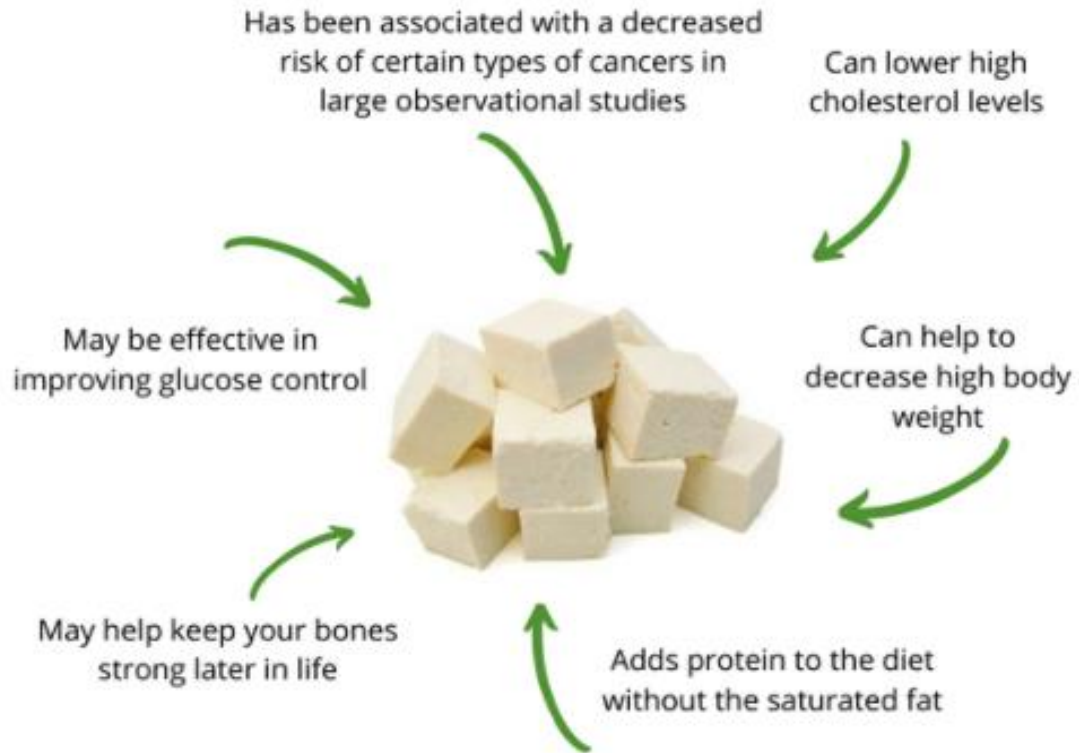 Has been associated with a decreased
risk of certain types of cancers in
large observational studies
Can lower high
cholesterol levels
May be effective in
improving glucose control
Can help to
decrease high body
weight
May help keep your bones
strong later in life
Adds protein to the diet
without the saturated fat